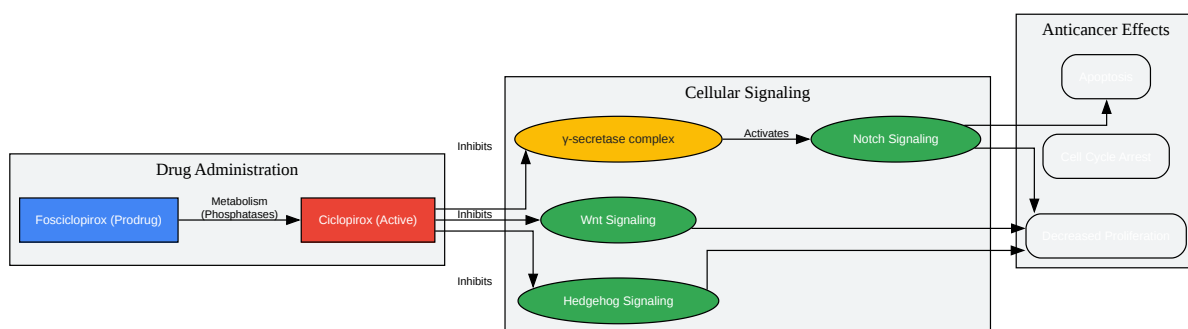 Anticancer Effects
Apoptosis
Cellular Signaling
γ-secretase complex
Activates
Notch Signaling
Inhibits
Cell Cycle Arrest
Drug Administration
Fosciclopirox (Prodrug)
Metabolism
(Phosphatases)
Ciclopirox (Active)
Inhibits
Wnt Signaling
Decreased Proliferation
Inhibits
Hedgehog Signaling